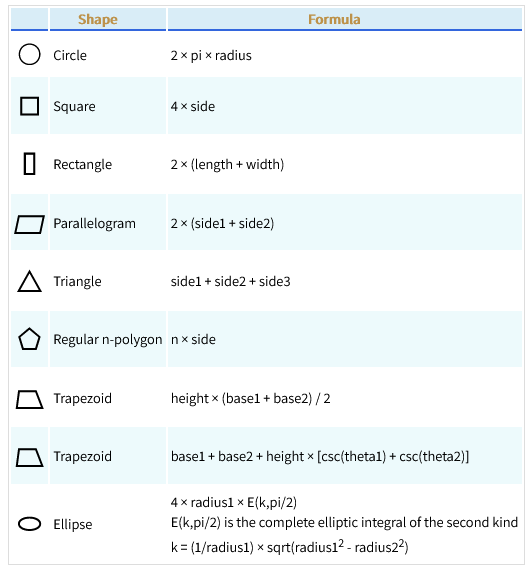 Shape Formula
Circle 2 × pi × radius
Square 4 × side
Rectangle 2 × (length + width)
Parallelogram 2 × (side1 + side2)
Triangle side1 + side2 + side3
Regular n-polygon n × side
Trapezoid height × (base1 + base2) / 2
Trapezoid base1 + base2 + height × [csc(theta1) + csc(theta2)]
4 × radius1 × E(k,pi/2)
Ellipse E(k,pi/2) is the complete elliptic integral of the second kind
k = (1/radius1) × sqrt(radius1² - radius2²)